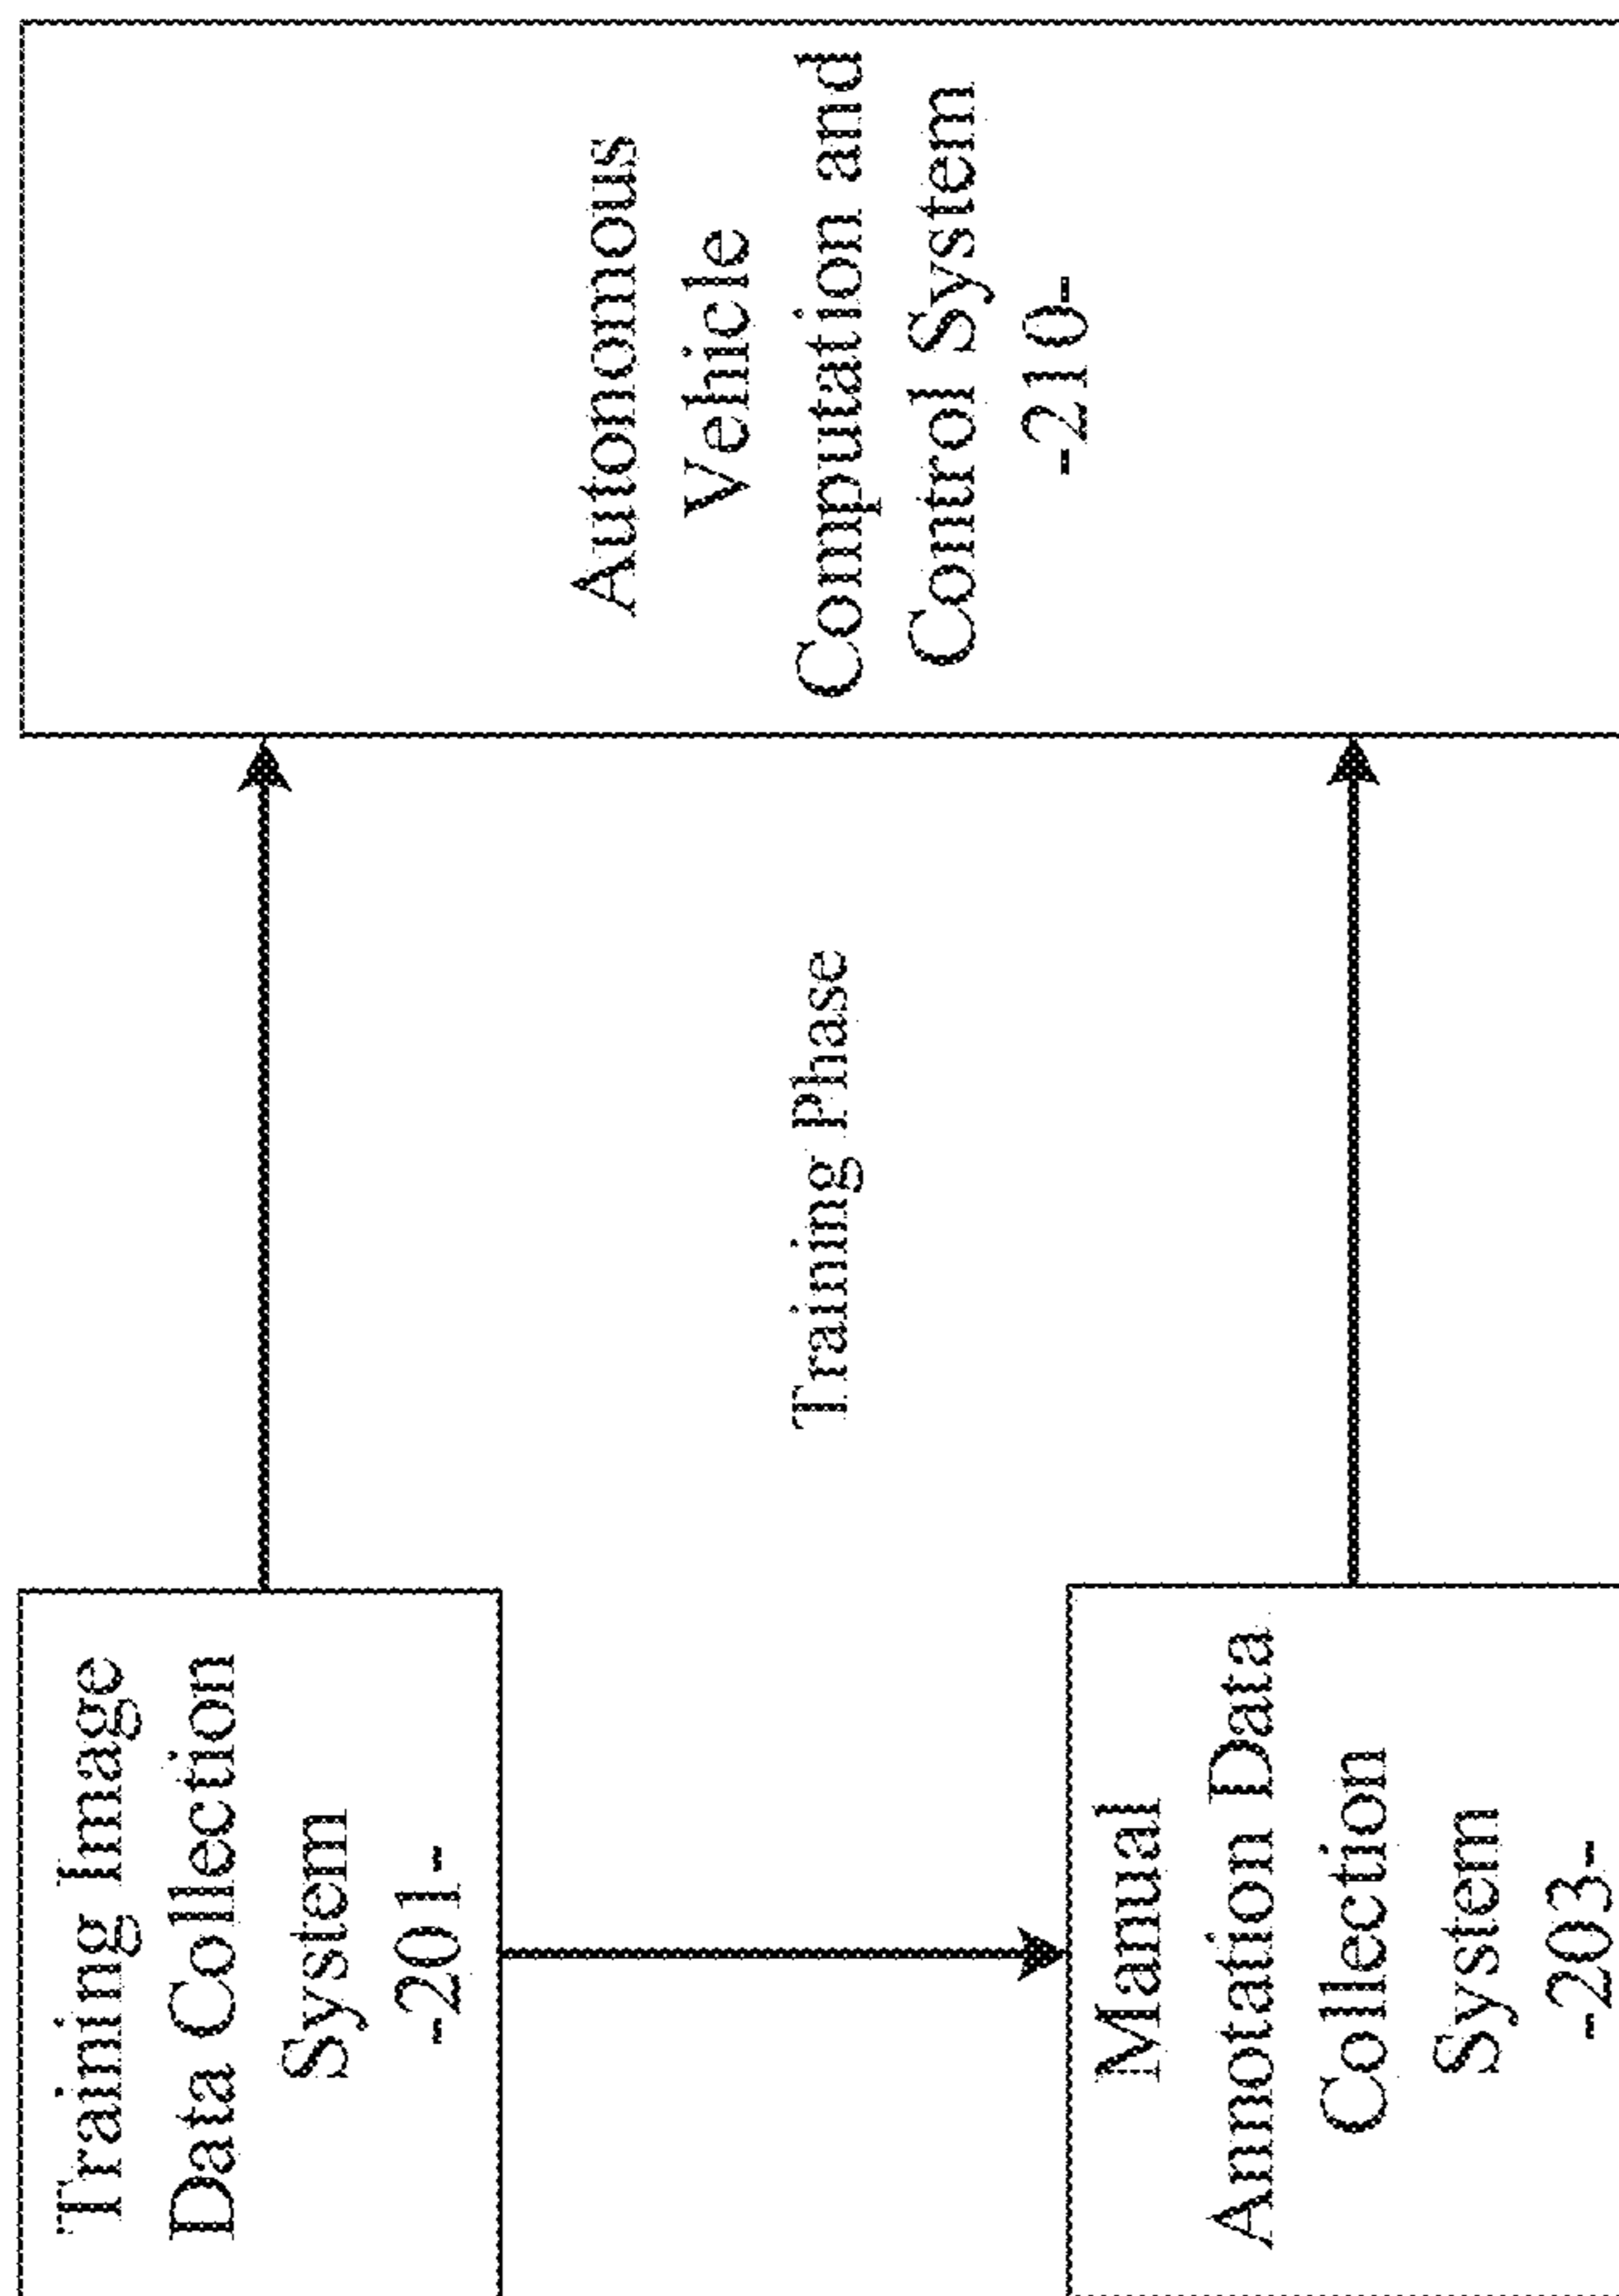 Training Image
Data Collection
System
-201-
Manual
Annotation Data
Collection
System
-203-
Training Phase
Autonomous
Vehicle
Computation and
Control System
-210-